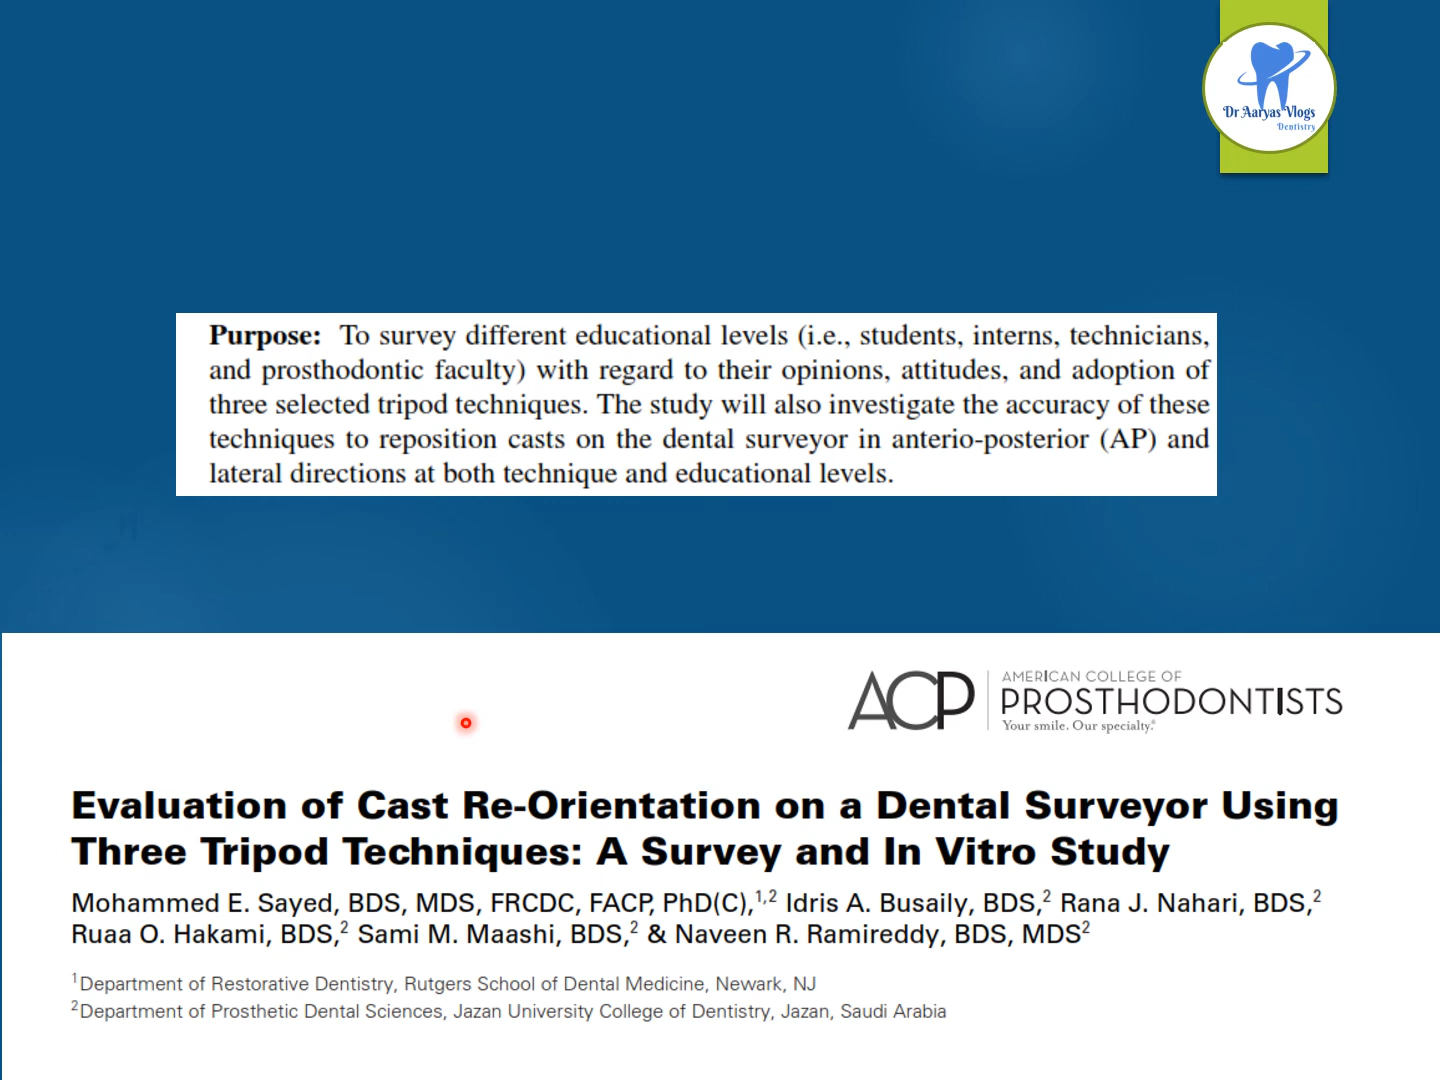 Dr Aaryas Vlogs
Dentistry
Purpose: To survey different educational levels (i.e., students, interns, technicians,
and prosthodontic faculty) with regard to their opinions, attitudes, and adoption of
three selected tripod techniques. The study will also investigate the accuracy of these
techniques to reposition casts on the dental surveyor in anterio-posterior (AP) and
lateral directions at both technique and educational levels.
ACP
AMERICAN COLLEGE OF
PROSTHODONTISTS
Your smile. Our specialty.®
Evaluation of Cast Re-Orientation on a Dental Surveyor Using
Three Tripod Techniques: A Survey and In Vitro Study
Mohammed E. Sayed, BDS, MDS, FRCDC, FACP, PhD(C),1,2 Idris A. Busaily, BDS,2 Rana J. Nahari, BDS,2
Ruaa O. Hakami, BDS,2 Sami M. Maashi, BDS,2 & Naveen R. Ramireddy, BDS, MDS2
1Department of Restorative Dentistry, Rutgers School of Dental Medicine, Newark, NJ
2Department of Prosthetic Dental Sciences, Jazan University College of Dentistry, Jazan, Saudi Arabia